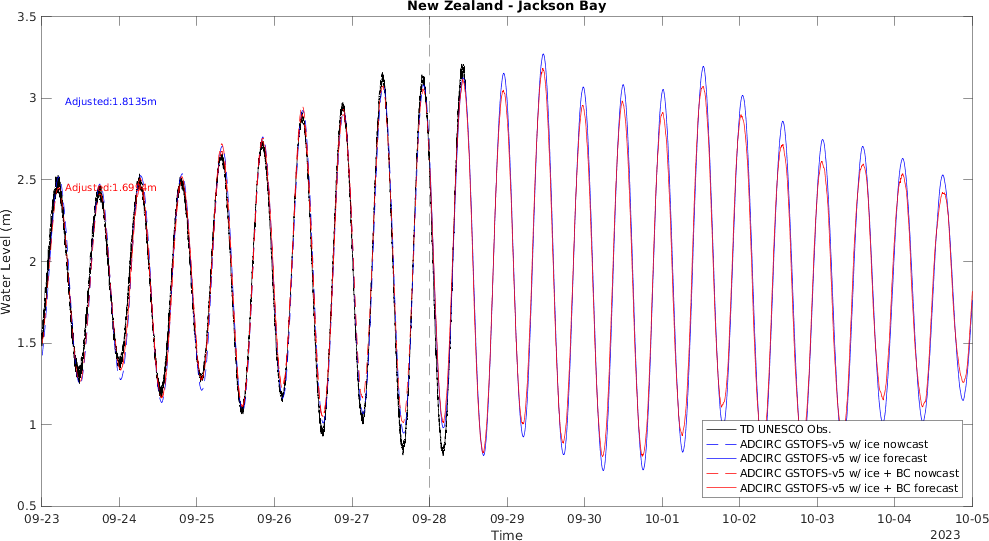 New Zealand - Jackson Bay
3.5
3
2.5
2
1.5
1
0.5
Water Level (m)
Adjusted:1.8135m
TD UNESCO Obs.
ADCIRC GSTOFS-v5 w/ ice nowcast
ADCIRC GSTOFS-v5 w/ ice forecast
ADCIRC GSTOFS-v5 w/ ice + BC nowcast
ADCIRC GSTOFS-v5 w/ ice + BC forecast
09-23 09-24 09-25 09-26 09-27 09-28 09-29 09-30 10-01 10-02 10-03 10-04 10-05
Time
2023